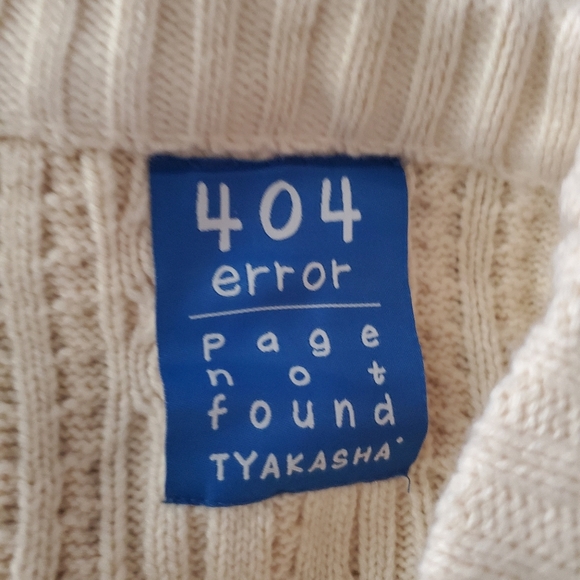 404
error
page
not
found
TYAKASHA